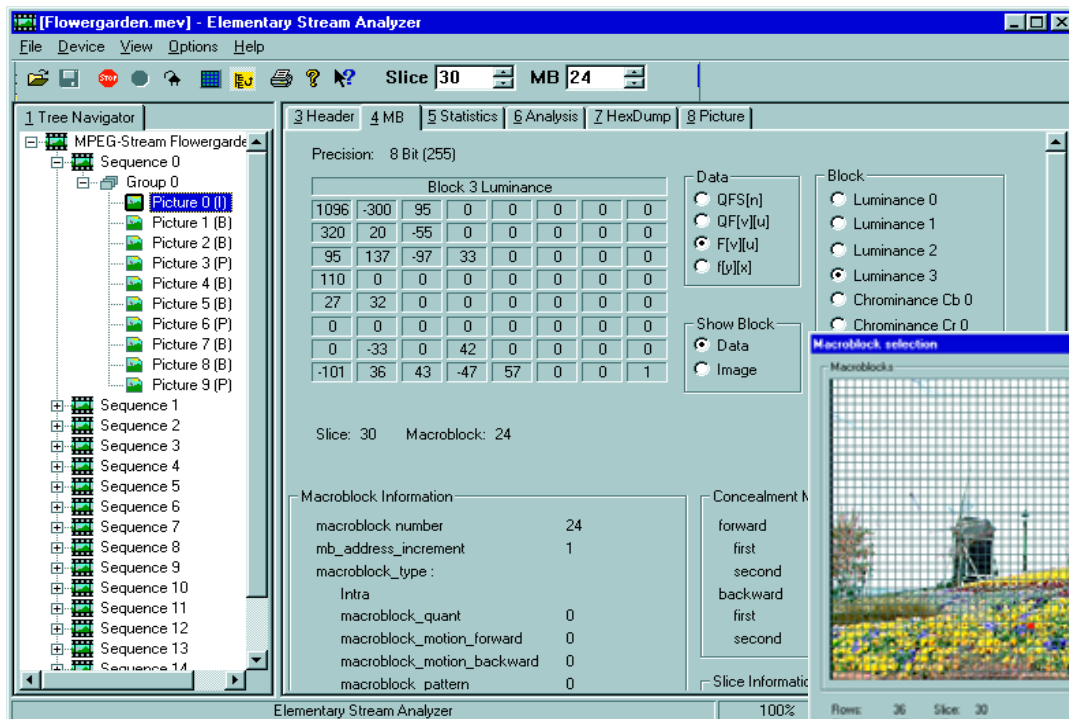 [Flowergarden.mev] - Elementary Stream Analyzer
File Device View Options Help
STOP Slice 30 MB 24
1 Tree Navigator
MPEG-Stream Flowergarde
Sequence 0
Group 0
Picture 0 (I)
Picture 1 (B)
Picture 2 (B)
Picture 3 (P)
Picture 4 (B)
Picture 5 (B)
Picture 6 (P)
Picture 7 (B)
Picture 8 (B)
Picture 9 (P)
Sequence 1
Sequence 2
Sequence 3
Sequence 4
Sequence 5
Sequence 6
Sequence 7
Sequence 8
Sequence 9
Sequence 10
Sequence 11
Sequence 12
Sequence 13
Sequence 14
3 Header 4 MB 5 Statistics 6 Analysis 7 HexDump 8 Picture
Precision: 8 Bit (255)
Block 3 Luminance
1096 -300 95 0 0 0 0 0
320 20 -55 0 0 0 0 0
95 137 -97 33 0 0 0 0
110 0 0 0 0 0 0 0
27 32 0 0 0 0 0 0
0 0 0 0 0 0 0 0
0 -33 0 42 0 0 0 0
-101 36 43 -47 57 0 0 1
Slice: 30 Macroblock: 24
Data
QFS[n]
QF[v][u]
F[v][u]
f[y][x]
Show Block
Data
Image
Block
Luminance 0
Luminance 1
Luminance 2
Luminance 3
Chrominance Cb 0
Chrominance Cr 0
Macroblock Information
macroblock number 24
mb_address_increment 1
macroblock_type :
Intra
macroblock_quant 0
macroblock_motion_forward 0
macroblock_motion_backward 0
macroblock_pattern 0
Concealment M
forward
first
second
backward
first
second
Slice Informatio
Macroblock selection
Macroblocks
Rows: 36 Slice: 30
Elementary Stream Analyzer 100%